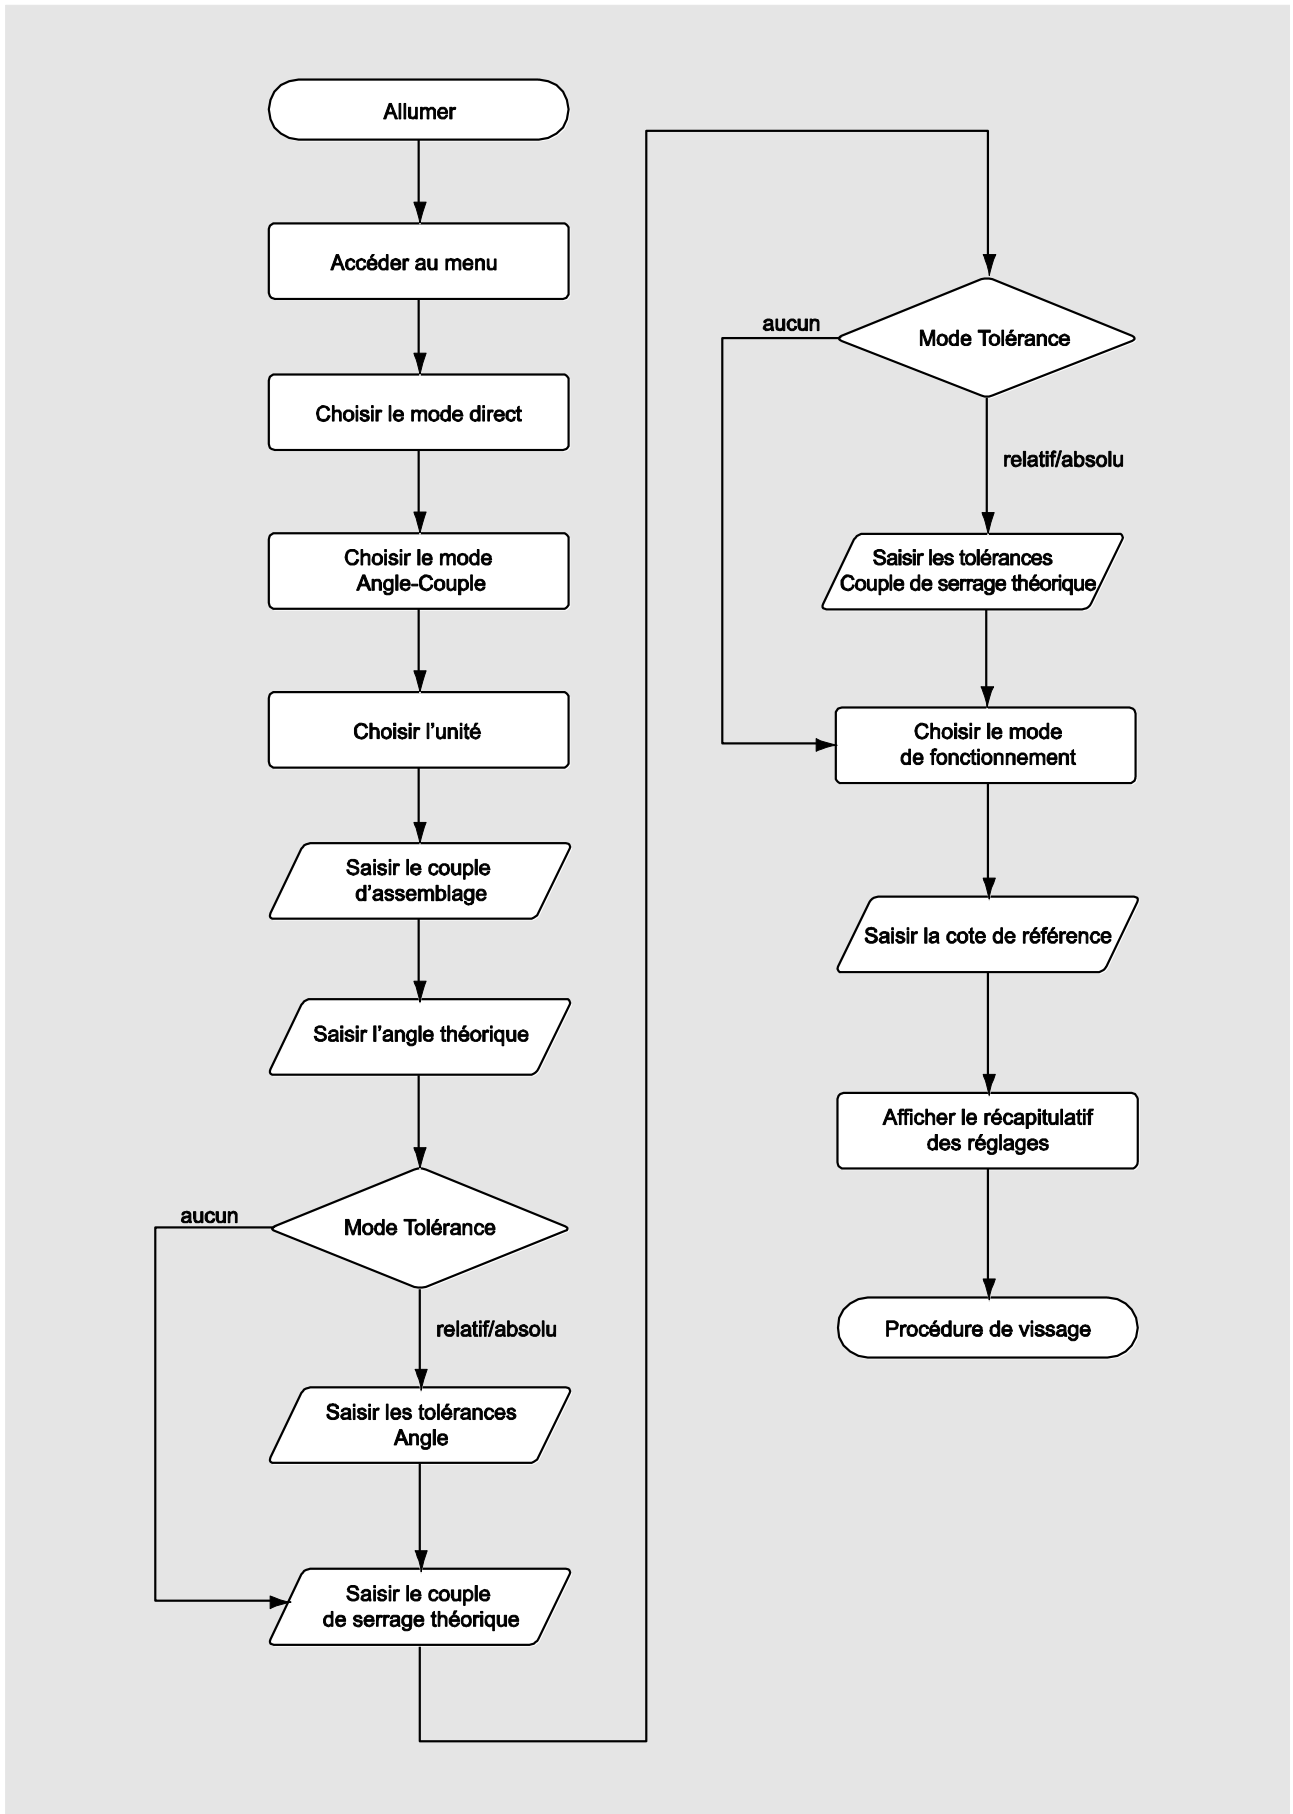 Allumer
Accéder au menu
Choisir le mode direct
Choisir le mode
Angle-Couple
Choisir l'unité
Saisir le couple
d'assemblage
Saisir l'angle théorique
Mode Tolérance
aucun
relatif/absolu
Saisir les tolérances
Angle
Saisir le couple
de serrage théorique
Mode Tolérance
aucun
relatif/absolu
Saisir les tolérances
Couple de serrage théorique
Choisir le mode
de fonctionnement
Saisir la cote de référence
Afficher le récapitulatif
des réglages
Procédure de vissage